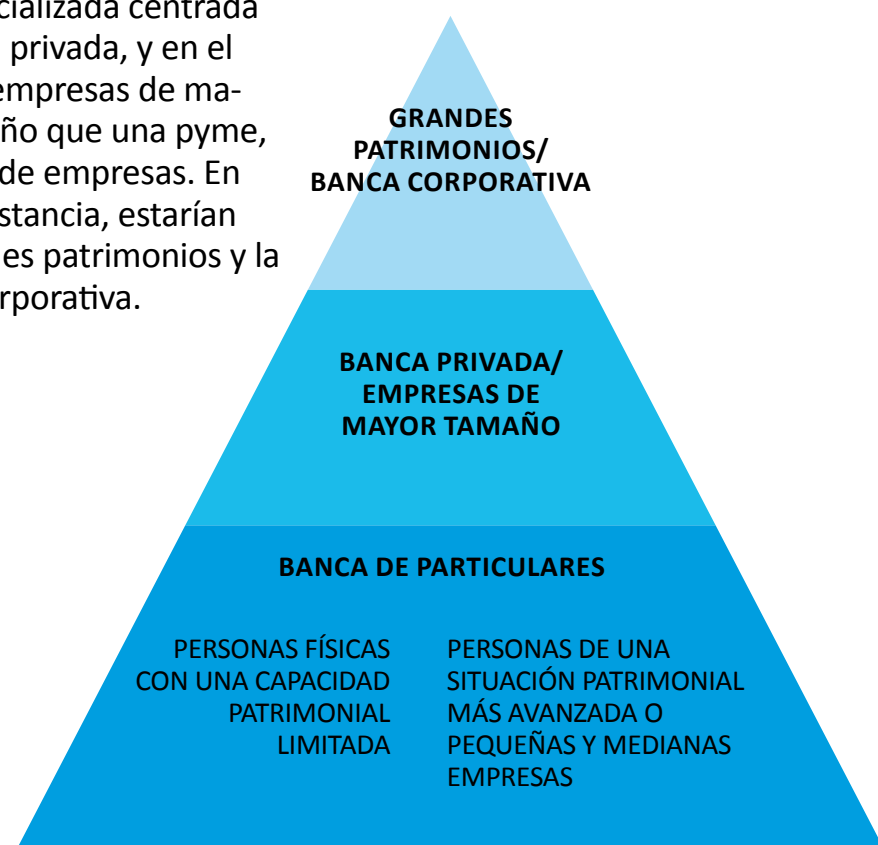 cializada centrada
privada, y en el
empresas de ma-
ño que una pyme,
de empresas. En
stancia, estarían
es patrimonios y la
rporativa.
GRANDES
PATRIMONIOS/
BANCA CORPORATIVA
BANCA PRIVADA/
EMPRESAS DE
MAYOR TAMAÑO
BANCA DE PARTICULARES
PERSONAS FÍSICAS
CON UNA CAPACIDAD
PATRIMONIAL
LIMITADA
PERSONAS DE UNA
SITUACIÓN PATRIMONIAL
MÁS AVANZADA O
PEQUEÑAS Y MEDIANAS
EMPRESAS